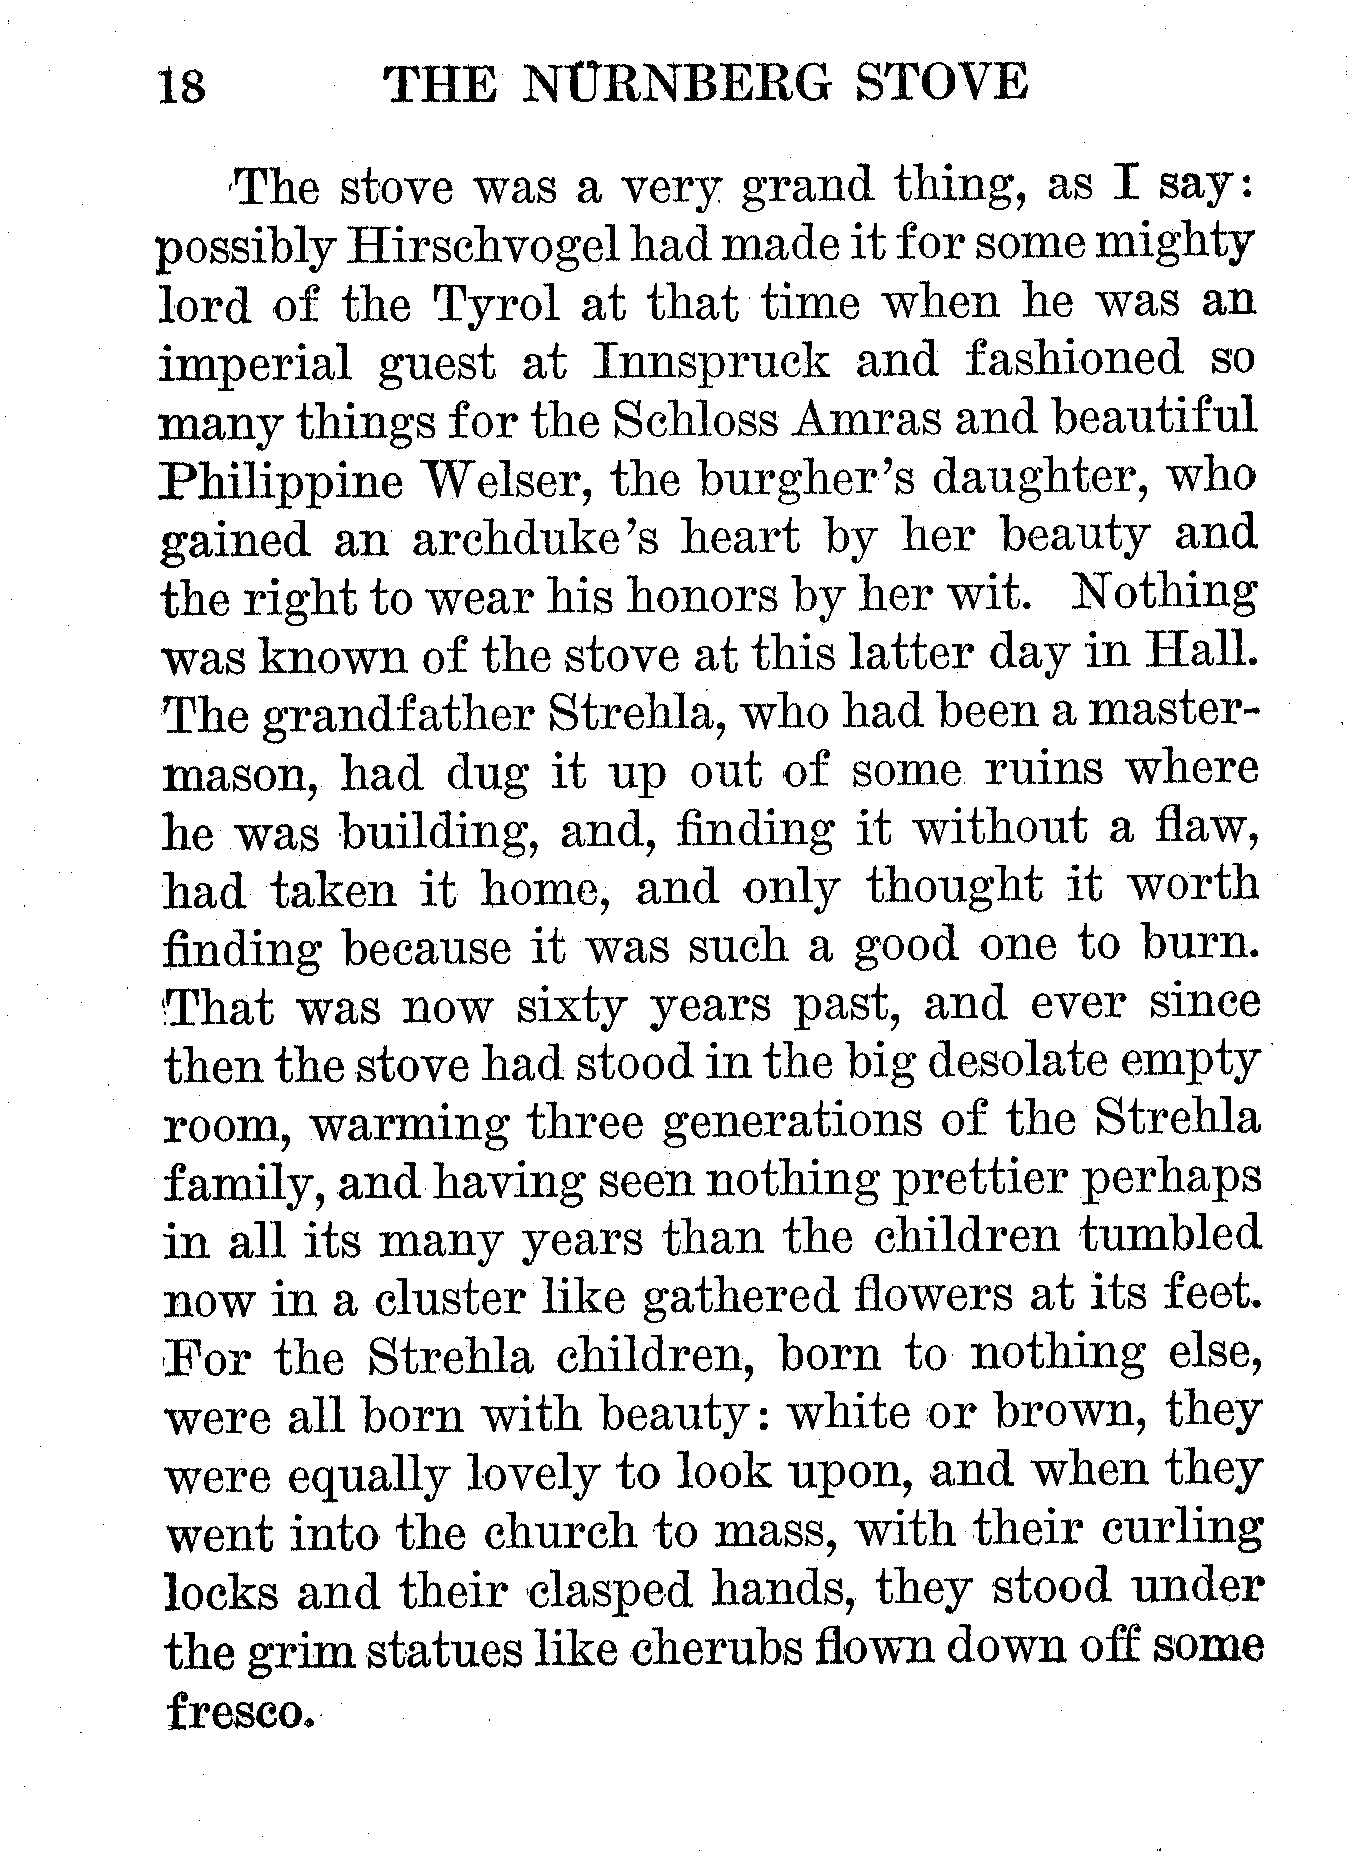 18 THE NÜRNBERG STOVE
The stove was a very grand thing, as I say:
possibly Hirschvogel had made it for some mighty
lord of the Tyrol at that time when he was an
imperial guest at Innspruck and fashioned so
many things for the Schloss Amras and beautiful
Philippine Welser, the burgher's daughter, who
gained an archduke's heart by her beauty and
the right to wear his honors by her wit. Nothing
was known of the stove at this latter day in Hall.
The grandfather Strehla, who had been a master-
mason, had dug it up out of some ruins where
he was building, and, finding it without a flaw,
had taken it home, and only thought it worth
finding because it was such a good one to burn.
That was now sixty years past, and ever since
then the stove had stood in the big desolate empty
room, warming three generations of the Strehla
family, and having seen nothing prettier perhaps
in all its many years than the children tumbled
now in a cluster like gathered flowers at its feet.
For the Strehla children, born to nothing else,
were all born with beauty: white or brown, they
were equally lovely to look upon, and when they
went into the church to mass, with their curling
locks and their clasped hands, they stood under
the grim statues like cherubs flown down off some
fresco.